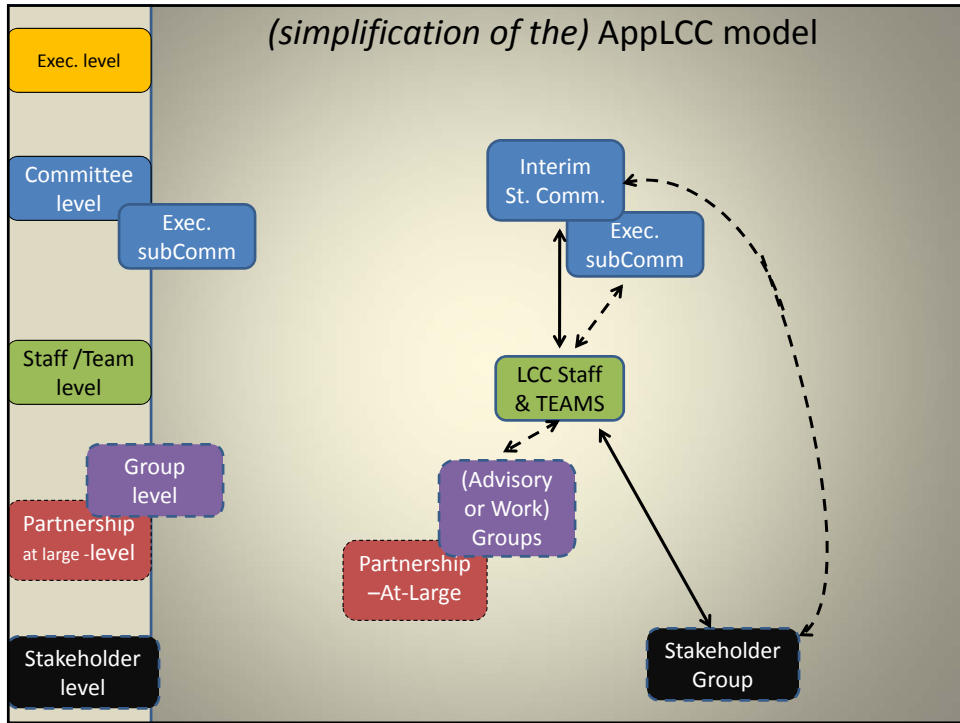 (simplification of the) AppLCC model
Exec. level
Committee
level
Exec.
subComm
Staff /Team
level
Group
level
Partnership
at large -level
Stakeholder
level
Interim
St. Comm.
Exec.
subComm
LCC Staff
& TEAMS
(Advisory
or Work)
Groups
Partnership
–At-Large
Stakeholder
Group